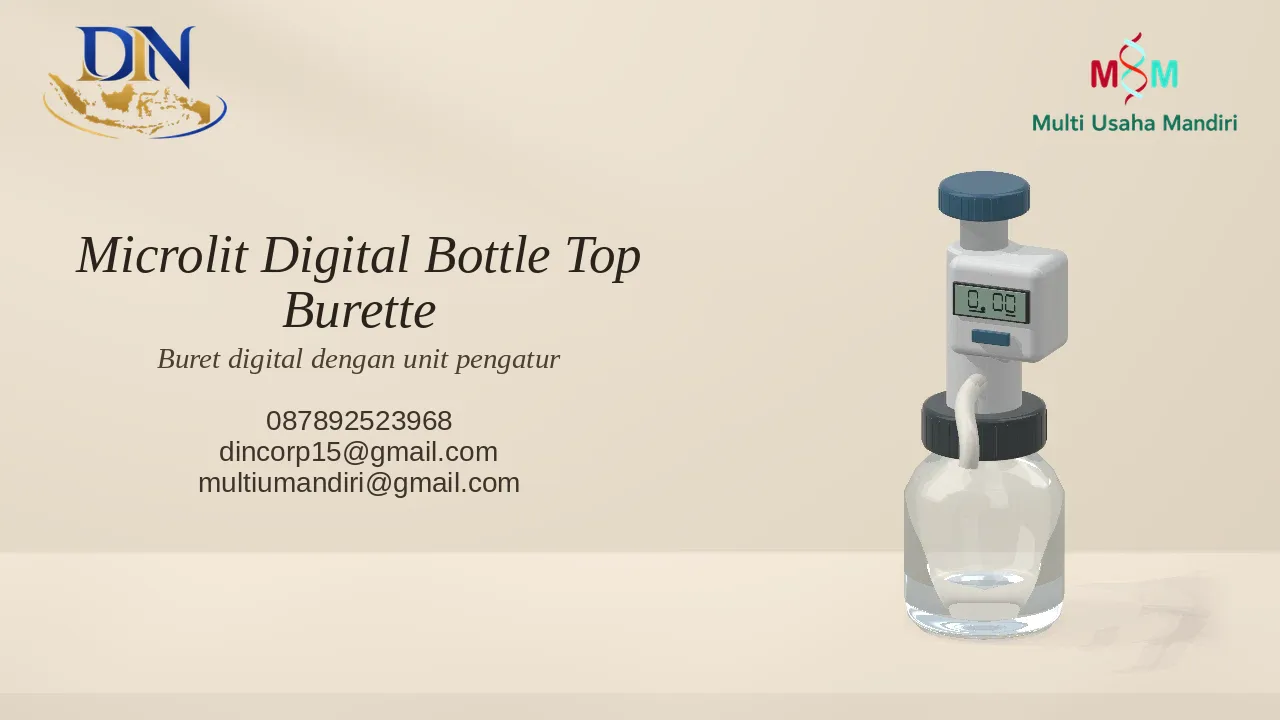 DIN
MSM
Multi Usaha Mandiri
Microlit Digital Bottle Top
Burette
Buret digital dengan unit pengatur
0.00
087892523968
dincorp15@gmail.com
multiumandiri@gmail.com